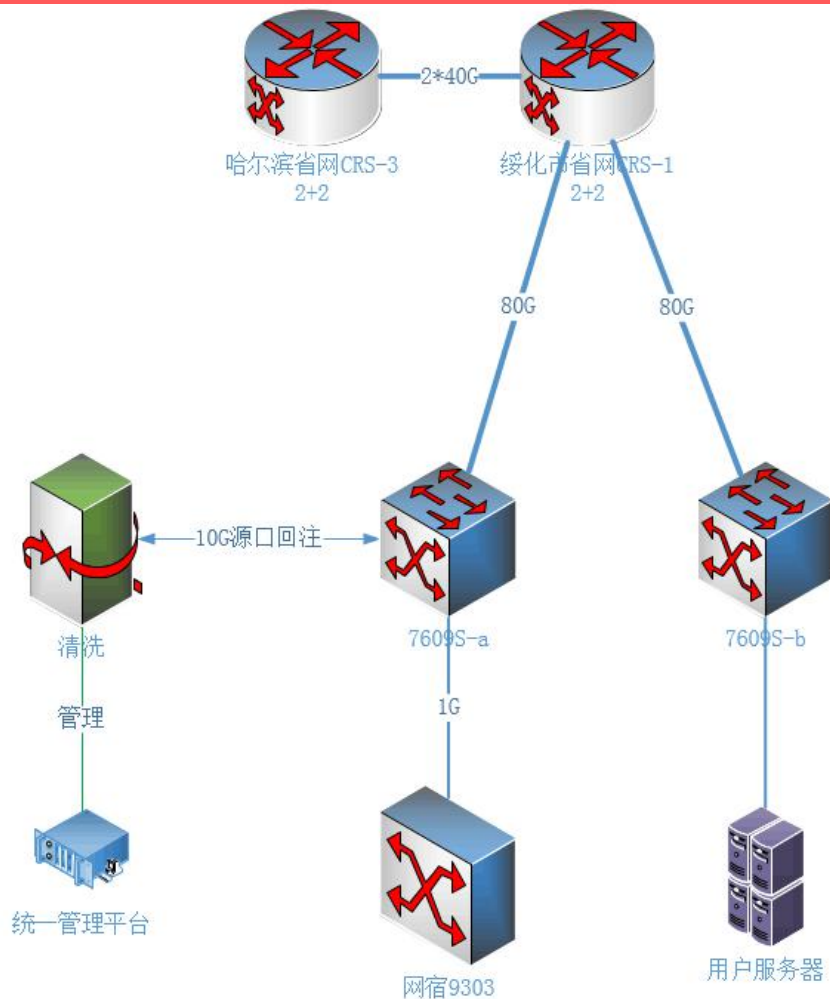 2*40G
哈尔滨省网CRS-3
2+2
绥化市省网CRS-1
2+2
80G
80G
10G源口回注
清洗
7609S-a
7609S-b
管理
1G
统一管理平台
网宿9303
用户服务器